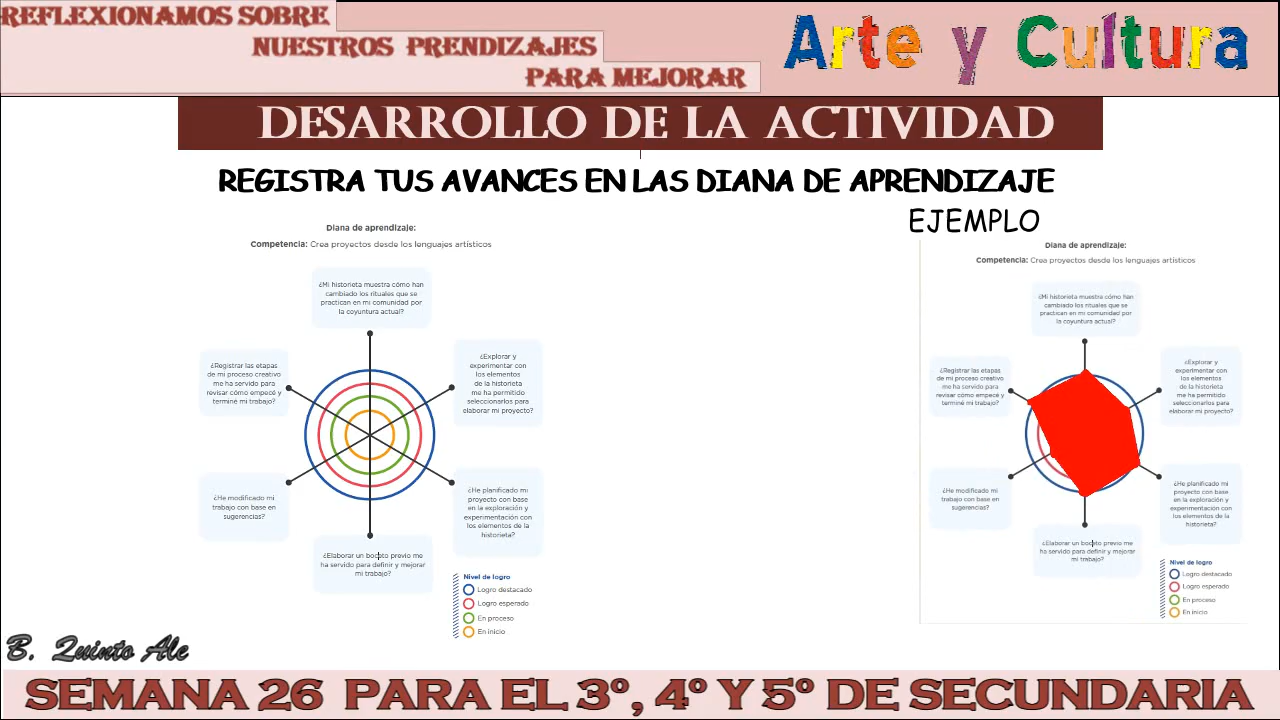 REFLEXIONAMOS SOBRE
NUESTROS PRENDIZAJES
PARA MEJORAR
Arte y Cultura
DESARROLLO DE LA ACTIVIDAD
REGISTRA TUS AVANCES EN LAS DIANA DE APRENDIZAJE
Diana de aprendizaje:
Competencia: Crea proyectos desde los lenguajes artísticos
¿Mi historieta muestra cómo han
cambiado los rituales que se
practican en mi comunidad por
la coyuntura actual?
¿Registrar las etapas
de mi proceso creativo
me ha servido para
revisar cómo empecé y
terminé mi trabajo?
¿Explorar y
experimentar con
los elementos
de la historieta
me ha permitido
seleccionarlos para
elaborar mi proyecto?
¿He modificado mi
trabajo con base en
sugerencias?
¿He planificado mi
proyecto con base
en la exploración y
experimentación con
los elementos de la
historieta?
¿Elaborar un boceto previo me
ha servido para definir y mejorar
mi trabajo?
Nivel de logro
Logro destacado
Logro esperado
En proceso
En inicio
EJEMPLO
Diana de aprendizaje:
Competencia: Crea proyectos desde los lenguajes artísticos
¿Mi historieta muestra cómo han
cambiado los rituales que se
practican en mi comunidad por
la coyuntura actual?
¿Registrar las etapas
de mi proceso creativo
me ha servido para
revisar cómo empecé y
terminé mi trabajo?
¿Explorar y
experimentar con
los elementos
de la historieta
me ha permitido
seleccionarlos para
elaborar mi proyecto?
¿He modificado mi
trabajo con base en
sugerencias?
¿He planificado mi
proyecto con base
en la exploración y
experimentación con
los elementos de la
historieta?
¿Elaborar un boceto previo me
ha servido para definir y mejorar
mi trabajo?
Nivel de logro
Logro destacado
Logro esperado
En proceso
En inicio
B. Quinto Ale
SEMANA 26 PARA EL 3º, 4º Y 5º DE SECUNDARIA